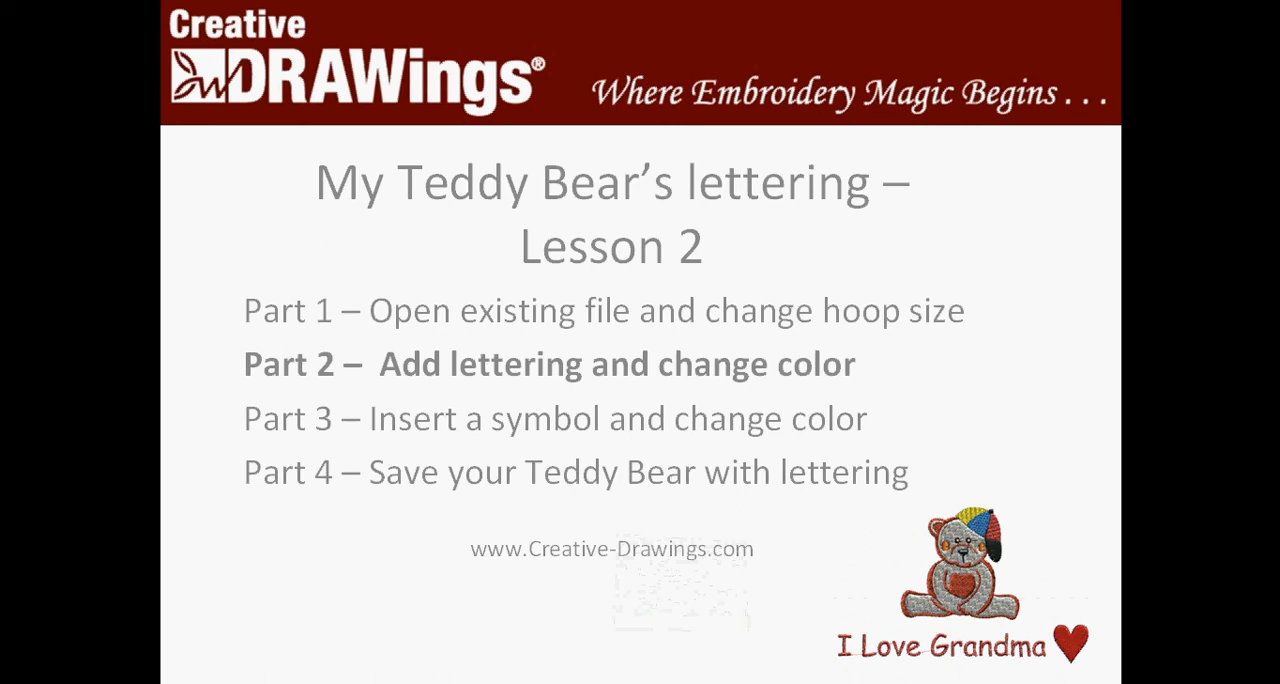 Creative
DRAWings®
Where Embroidery Magic Begins . . .
My Teddy Bear’s lettering –
Lesson 2
Part 1 – Open existing file and change hoop size
Part 2 – Add lettering and change color
Part 3 – Insert a symbol and change color
Part 4 – Save your Teddy Bear with lettering
www.Creative-Drawings.com
I Love Grandma